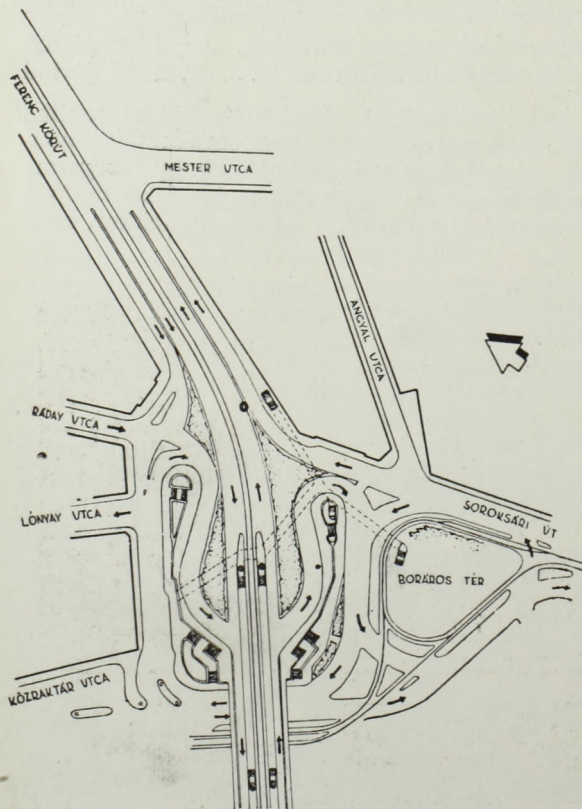 FERENC KÖRÚT
MESTER UTCA
ANGYAL UTCA
RÁDAY UTCA
LÓNYAY UTCA
SOROKSÁRI ÚT
BORÁROS TÉR
KÖZRAKTÁR UTCA